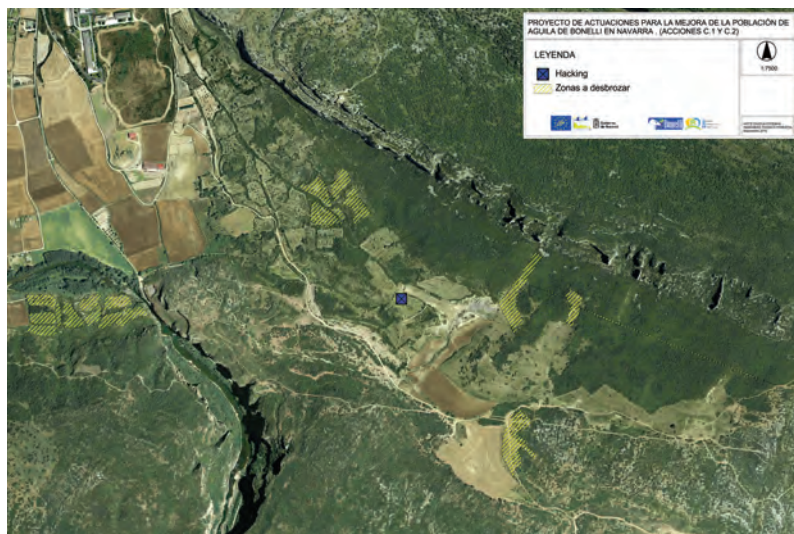 PROYECTO DE ACTUACIONES PARA LA MEJORA DE LA POBLACIÓN DE
AGUILA DE BONELLI EN NAVARRA . (ACCIONES C.1 Y C.2)
LEYENDA
Hacking
Zonas a desbrozar
1:7500